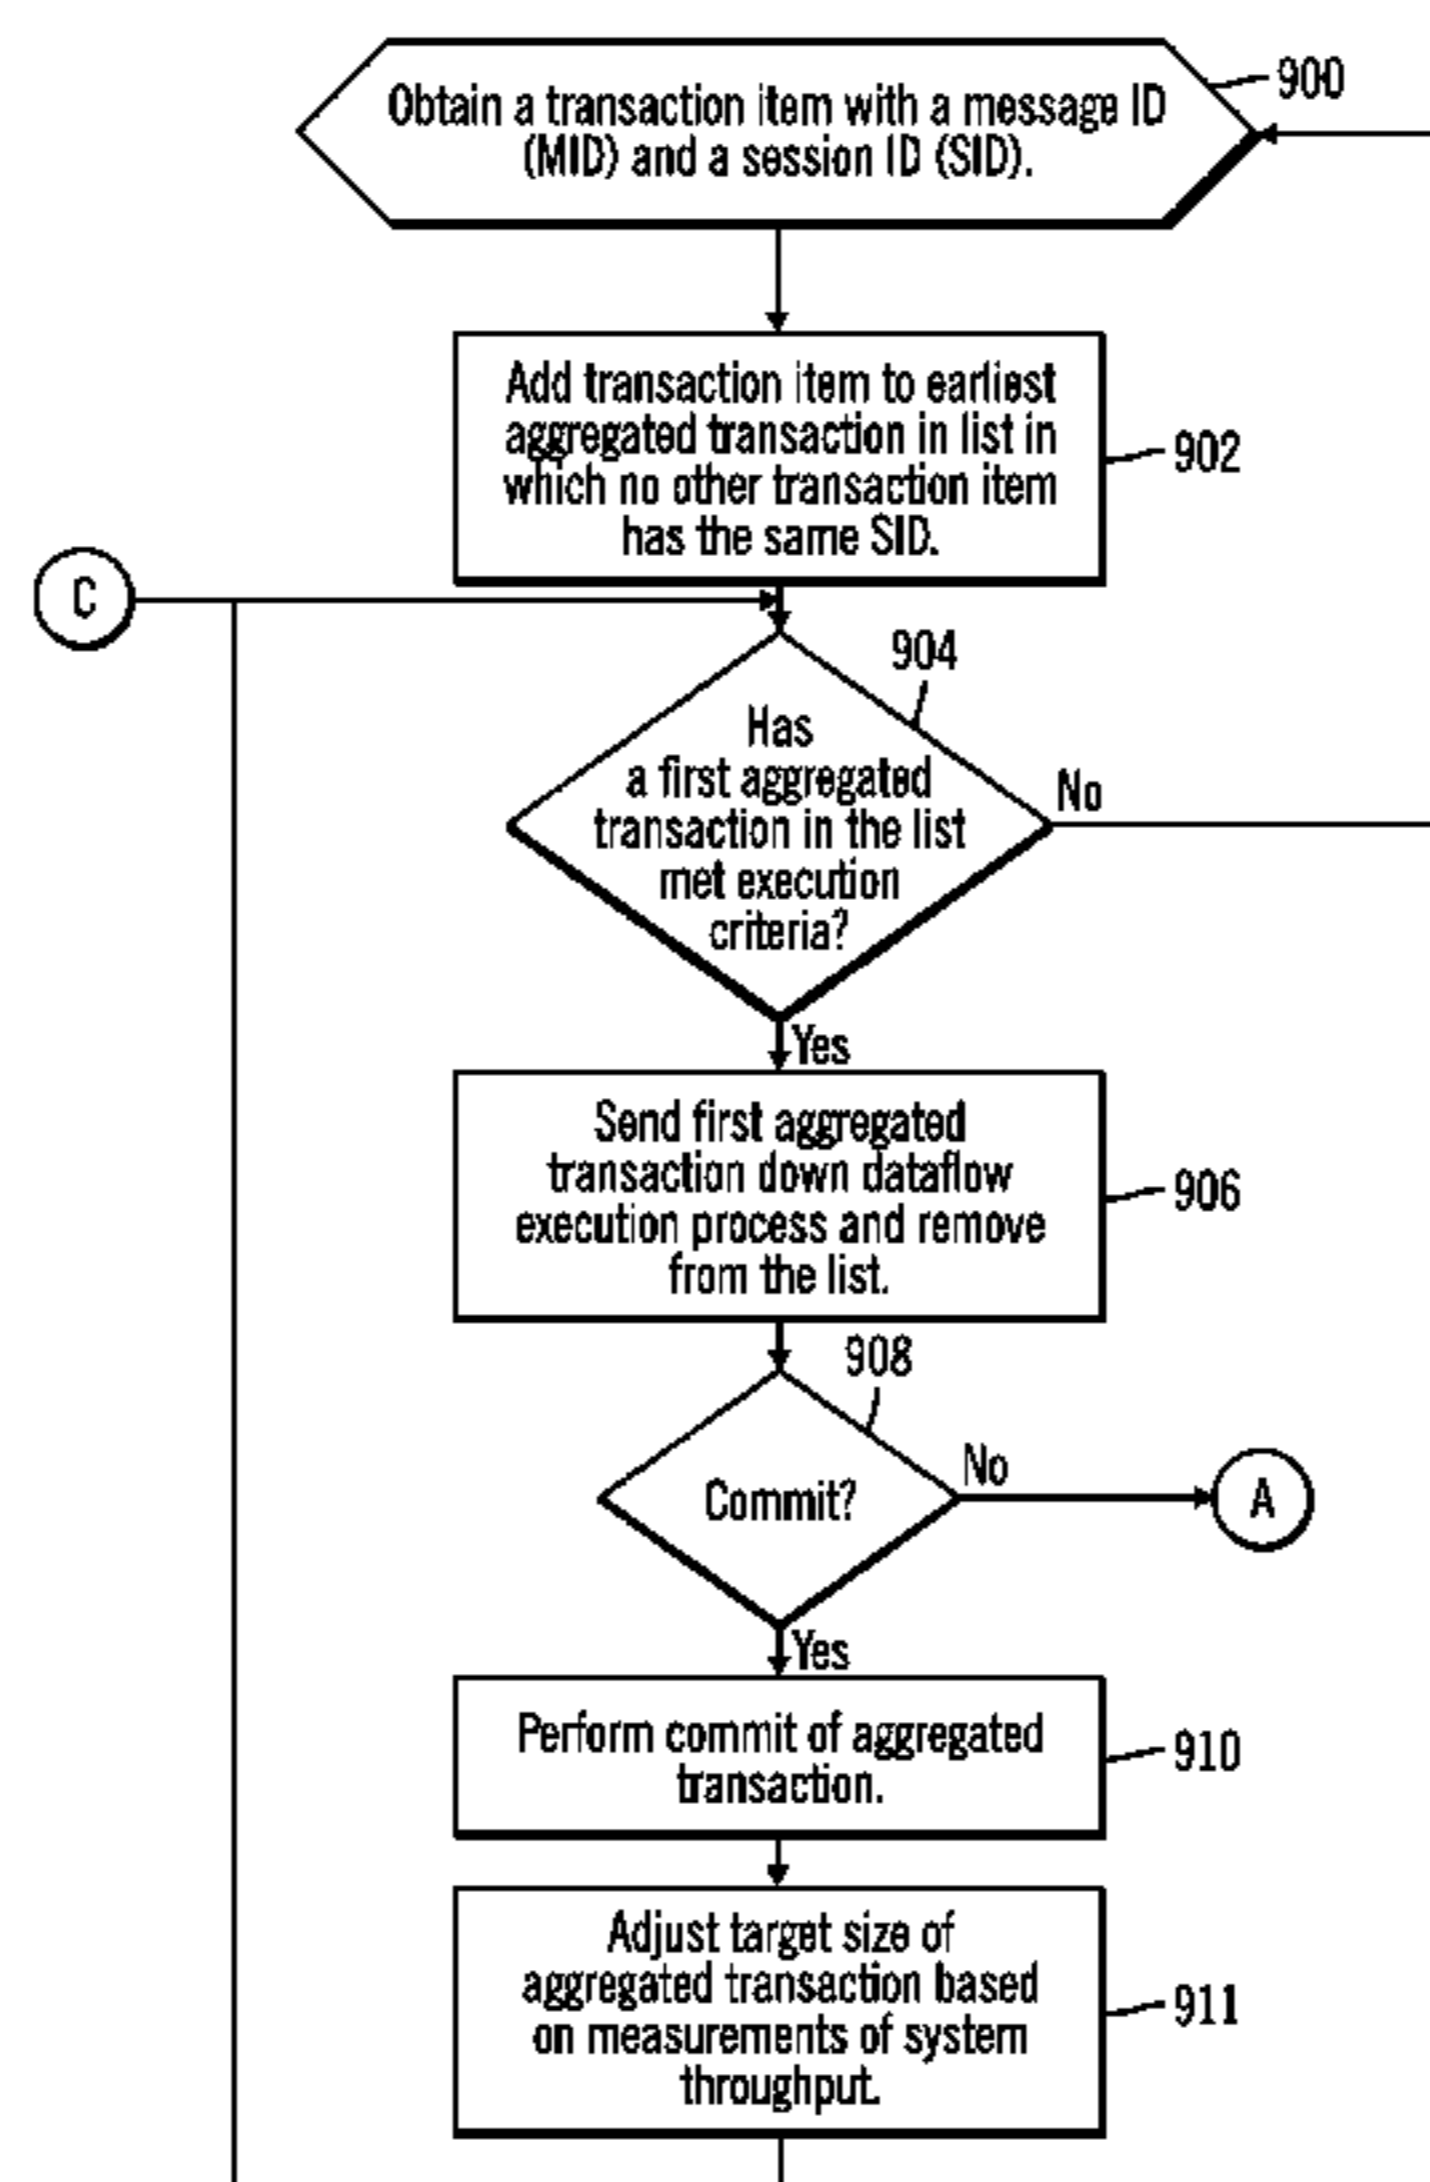 Obtain a transaction item with a message ID
(MID) and a session ID (SID).
900
Add transaction item to earliest
aggregated transaction in list in
which no other transaction item
has the same SID.
902
C
904
Has
a first aggregated
transaction in the list
met execution
criteria?
No
Yes
Send first aggregated
transaction down dataflow
execution process and remove
from the list.
906
908
Commit?
No
A
Yes
Perform commit of aggregated
transaction.
910
Adjust target size of
aggregated transaction based
on measurements of system
throughput.
911